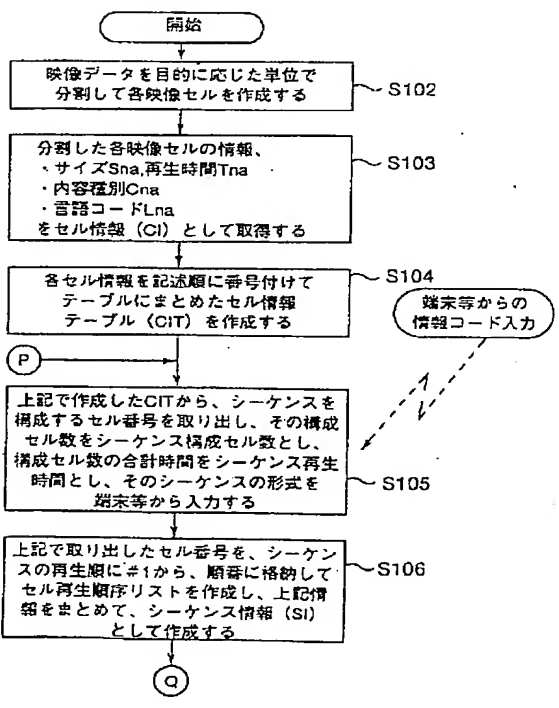 開始
映像データを目的に応じた単位で
分割して各映像セルを作成する
S102
分割した各映像セルの情報、
・サイズSna,再生時間Tna
・内容種別Cna
・言語コードLna
をセル情報（CI）として取得する
S103
各セル情報を記述順に番号付けて
テーブルにまとめたセル情報
テーブル（CIT）を作成する
S104
端末等からの
情報コード入力
P
上記で作成したCITから、シーケンスを
構成するセル番号を取り出し、その構成
セル数をシーケンス構成セル数とし、
構成セル数の合計時間をシーケンス再生
時間とし、そのシーケンスの形式を
端末等から入力する
S105
上記で取り出したセル番号を、シーケン
スの再生順に#1から、順番に格納して
セル再生順序リストを作成し、上記情
報をまとめて、シーケンス情報（SI）
として作成する
S106
Q